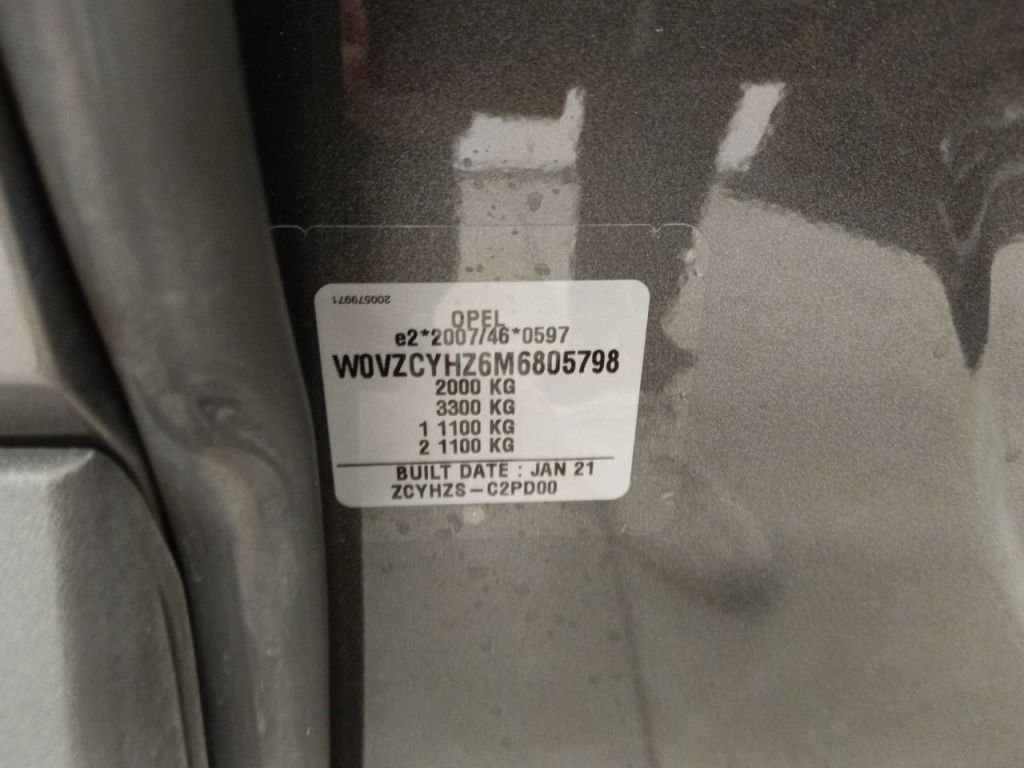 200579971
OPEL
e2*2007/46*0597
W0VZCYHZ6M6805798
2000 KG
3300 KG
1 1100 KG
2 1100 KG
BUILT DATE : JAN 21
ZCYHZS-C2PD00